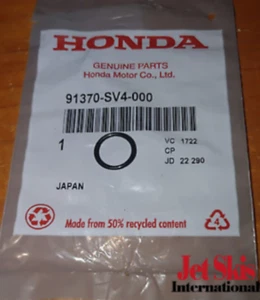 HONDA
GENUINE PARTS
Honda Motor Co., Ltd.
91370-SV4-000
1
VC 1722
CP
JD 22 290
JAPAN
Made from 50% recycled content
4
Jet Skis
International